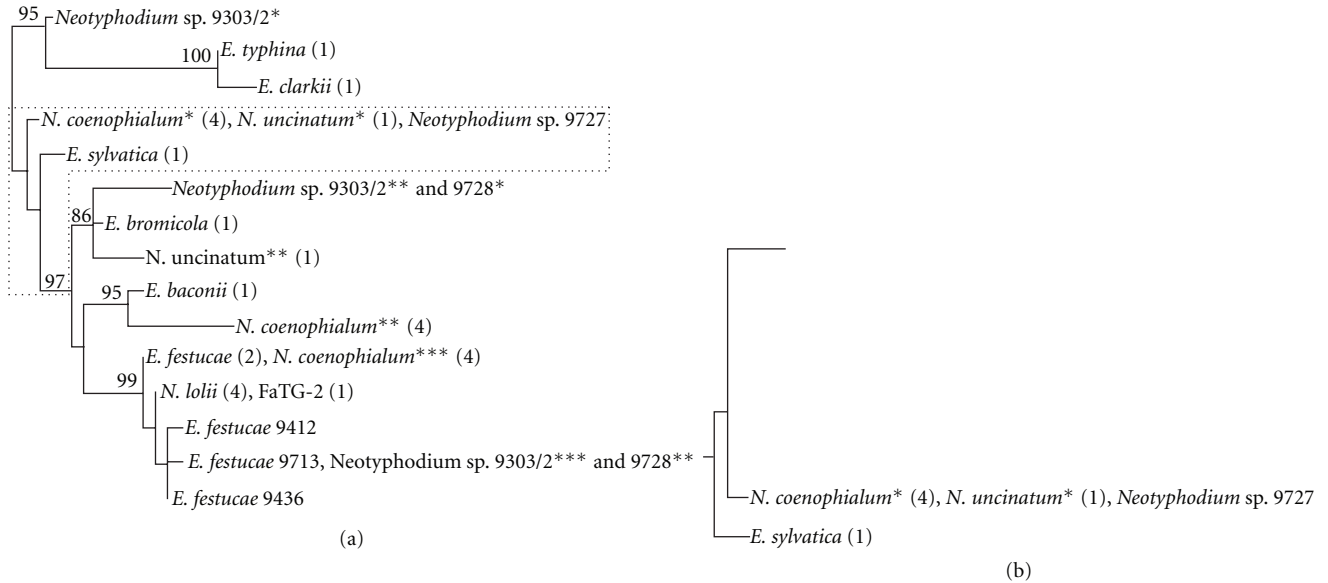 95
Neotyphodium sp. 9303/2*
100
E. typhina (1)
E. clarkii (1)
N. coenophialum* (4), N. uncinatum* (1), Neotyphodium sp. 9727
E. sylvatica (1)
Neotyphodium sp. 9303/2** and 9728*
86
E. bromicola (1)
N. uncinatum** (1)
97
95
E. baconii (1)
N. coenophialum** (4)
E. festucae (2), N. coenophialum*** (4)
99
N. lolii (4), FaTG-2 (1)
E. festucae 9412
E. festucae 9713, Neotyphodium sp. 9303/2*** and 9728**
E. festucae 9436
(a)
N. coenophialum* (4), N. uncinatum* (1), Neotyphodium sp. 9727
E. sylvatica (1)
(b)